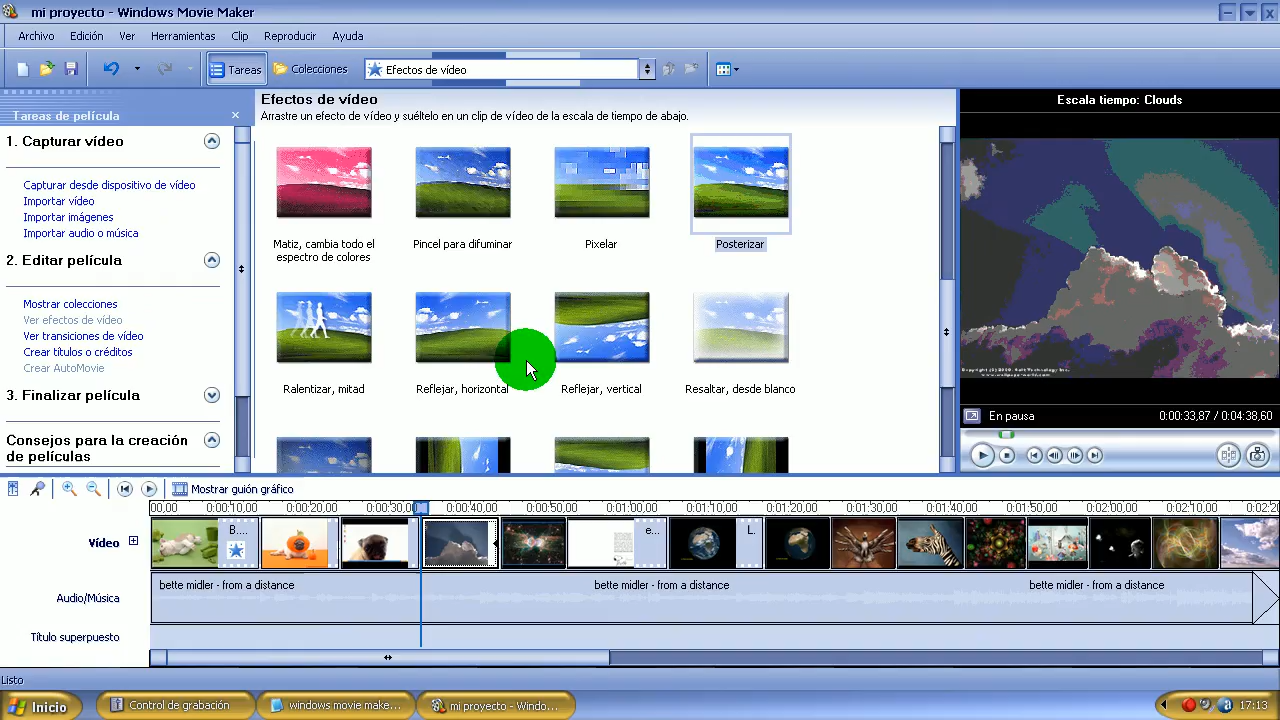 mi proyecto - Windows Movie Maker
Archivo Edición Ver Herramientas Clip Reproducir Ayuda
Tareas Colecciones Efectos de vídeo
Tareas de película
1. Capturar vídeo
Capturar desde dispositivo de vídeo
Importar vídeo
Importar imágenes
Importar audio o música
2. Editar película
Mostrar colecciones
Ver efectos de vídeo
Ver transiciones de vídeo
Crear títulos o créditos
Crear AutoMovie
3. Finalizar película
Consejos para la creación
de películas
Efectos de vídeo
Arrastre un efecto de vídeo y suéltelo en un clip de vídeo de la escala de tiempo de abajo.
Matiz, cambia todo el
espectro de colores
Pincel para difuminar
Pixelar
Posterizar
Ralentizar, mitad
Reflejar, horizontal
Reflejar, vertical
Resaltar, desde blanco
Escala tiempo: Clouds
En pausa 0:00:33,87 / 0:04:38,60
Mostrar guión gráfico
00,00 0:00:10,00 0:00:20,00 0:00:30,00 0:00:40,00 0:00:50,00 0:01:00,00 0:01:10,00 0:01:20,00 0:01:30,00 0:01:40,00 0:01:50,00 0:02:00,00 0:02:10,00 0:02:20
Vídeo
B... e... L...
Audio/Música
bette midler - from a distance bette midler - from a distance bette midler - from a distance
Título superpuesto
Listo
Inicio Control de grabación windows movie make... mi proyecto - Windo... 17:13